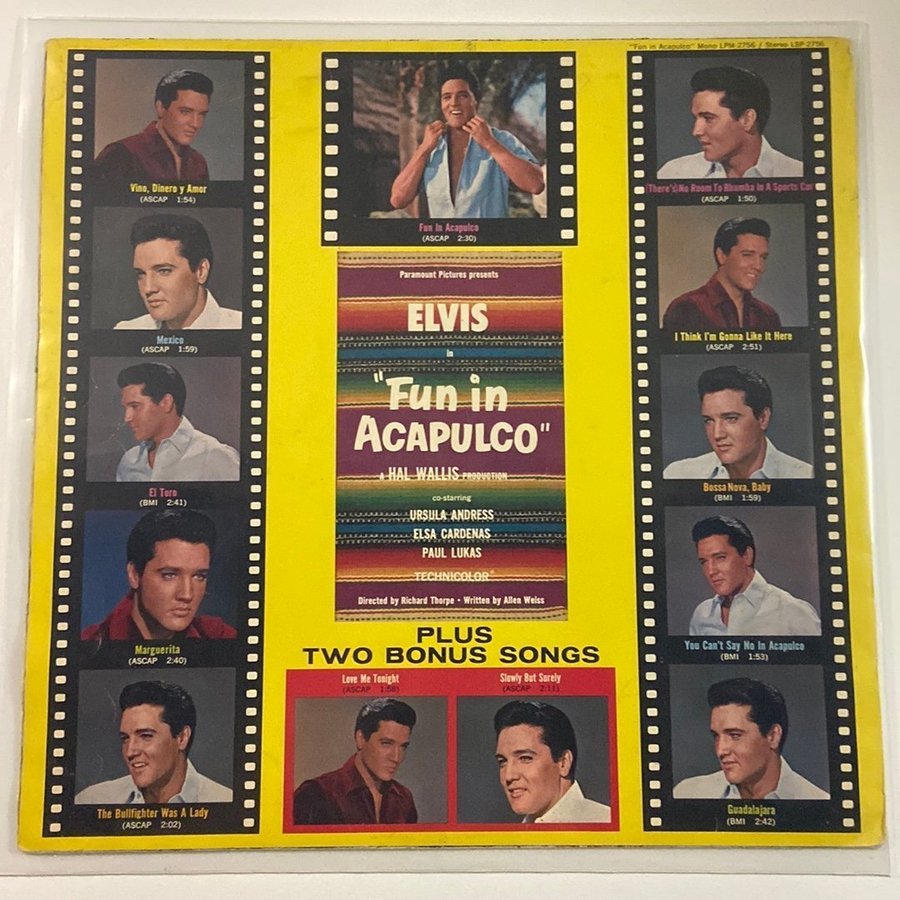 "Fun in Acapulco" Mono LPM-2756 / Stereo LSP-2756
Vino, Dinero y Amor
(ASCAP 1:54)
Mexico
(ASCAP 1:59)
El Toro
(BMI 2:41)
Marguerita
(ASCAP 2:40)
The Bullfighter Was A Lady
(ASCAP 2:02)
Fun In Acapulco
(ASCAP 2:30)
Paramount Pictures presents
ELVIS
in
"Fun in
ACAPULCO"
A HAL WALLIS PRODUCTION
co-starring
URSULA ANDRESS
ELSA CARDENAS
PAUL LUKAS
TECHNICOLOR®
Directed by Richard Thorpe • Written by Allen Weiss
PLUS
TWO BONUS SONGS
Love Me Tonight
(ASCAP 1:58)
Slowly But Surely
(ASCAP 2:11)
(There's) No Room To Rhumba In A Sports Car
(ASCAP 1:50)
I Think I'm Gonna Like It Here
(ASCAP 2:51)
Bossa Nova, Baby
(BMI 1:59)
You Can't Say No In Acapulco
(BMI 1:53)
Guadalajara
(BMI 2:42)